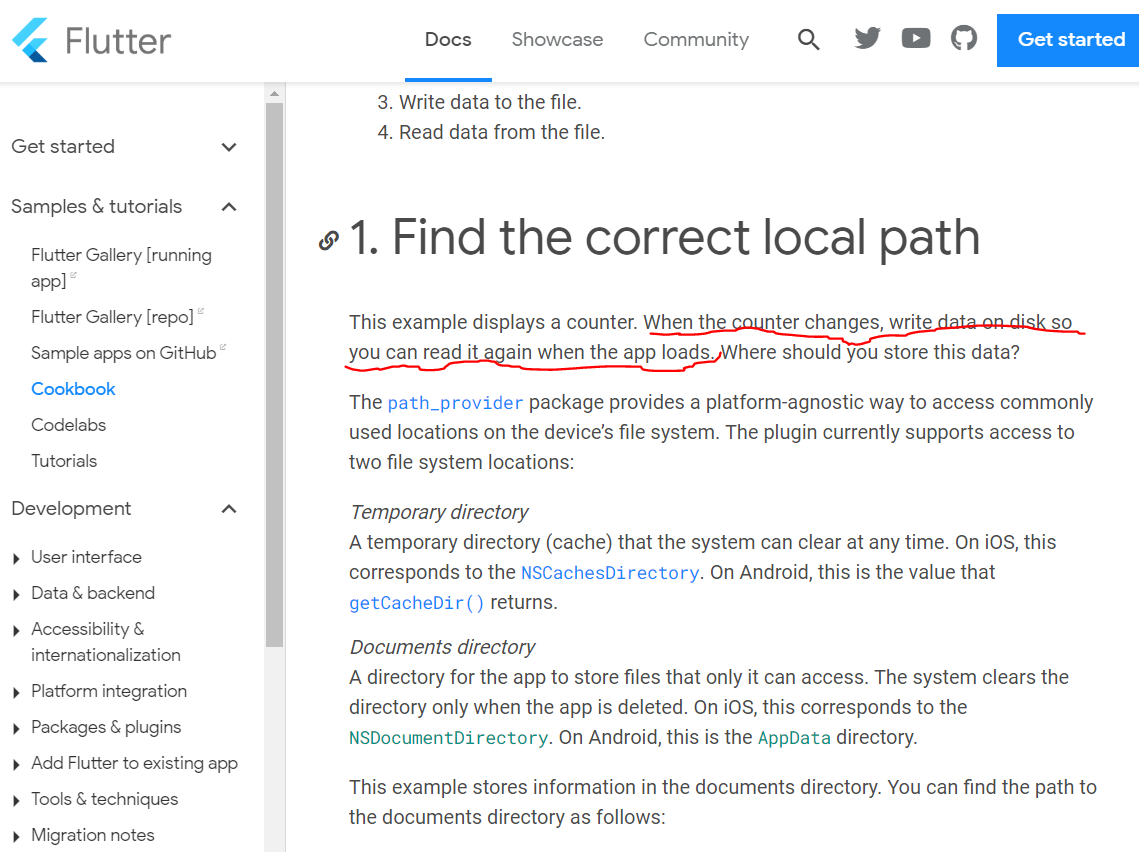 Flutter
Docs
Showcase
Community
Get started
Get started
Samples & tutorials
Flutter Gallery [running
app]
Flutter Gallery [repo]
Sample apps on GitHub
Cookbook
Codelabs
Tutorials
Development
User interface
Data & backend
Accessibility &
internationalization
Platform integration
Packages & plugins
Add Flutter to existing app
Tools & techniques
Migration notes
3. Write data to the file.
4. Read data from the file.
1. Find the correct local path
This example displays a counter. When the counter changes, write data on disk so
you can read it again when the app loads. Where should you store this data?
The path_provider package provides a platform-agnostic way to access commonly
used locations on the device’s file system. The plugin currently supports access to
two file system locations:
Temporary directory
A temporary directory (cache) that the system can clear at any time. On iOS, this
corresponds to the NSCachesDirectory. On Android, this is the value that
getCacheDir() returns.
Documents directory
A directory for the app to store files that only it can access. The system clears the
directory only when the app is deleted. On iOS, this corresponds to the
NSDocumentDirectory. On Android, this is the AppData directory.
This example stores information in the documents directory. You can find the path to
the documents directory as follows: